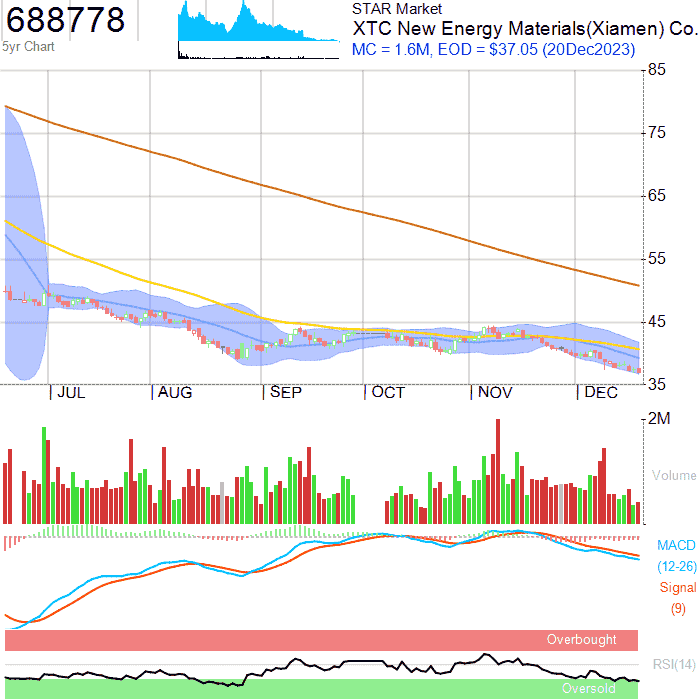 688778
5yr Chart
STAR Market
XTC New Energy Materials(Xiamen) Co.
MC = 1.6M, EOD = $37.05 (20Dec2023)
85
75
65
55
45
35
JUL AUG SEP OCT NOV DEC
2M
Volume
MACD
(12-26)
Signal
(9)
Overbought
RSI(14)
Oversold